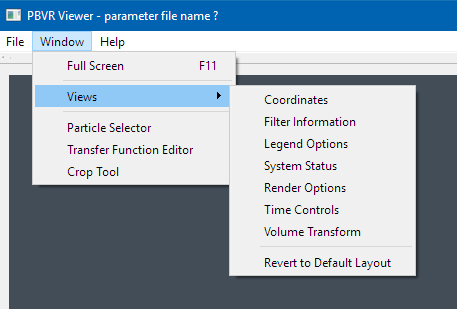 PBVR Viewer - parameter file name ?
File Window Help
Full Screen F11
Views
Particle Selector
Transfer Function Editor
Crop Tool
Coordinates
Filter Information
Legend Options
System Status
Render Options
Time Controls
Volume Transform
Revert to Default Layout